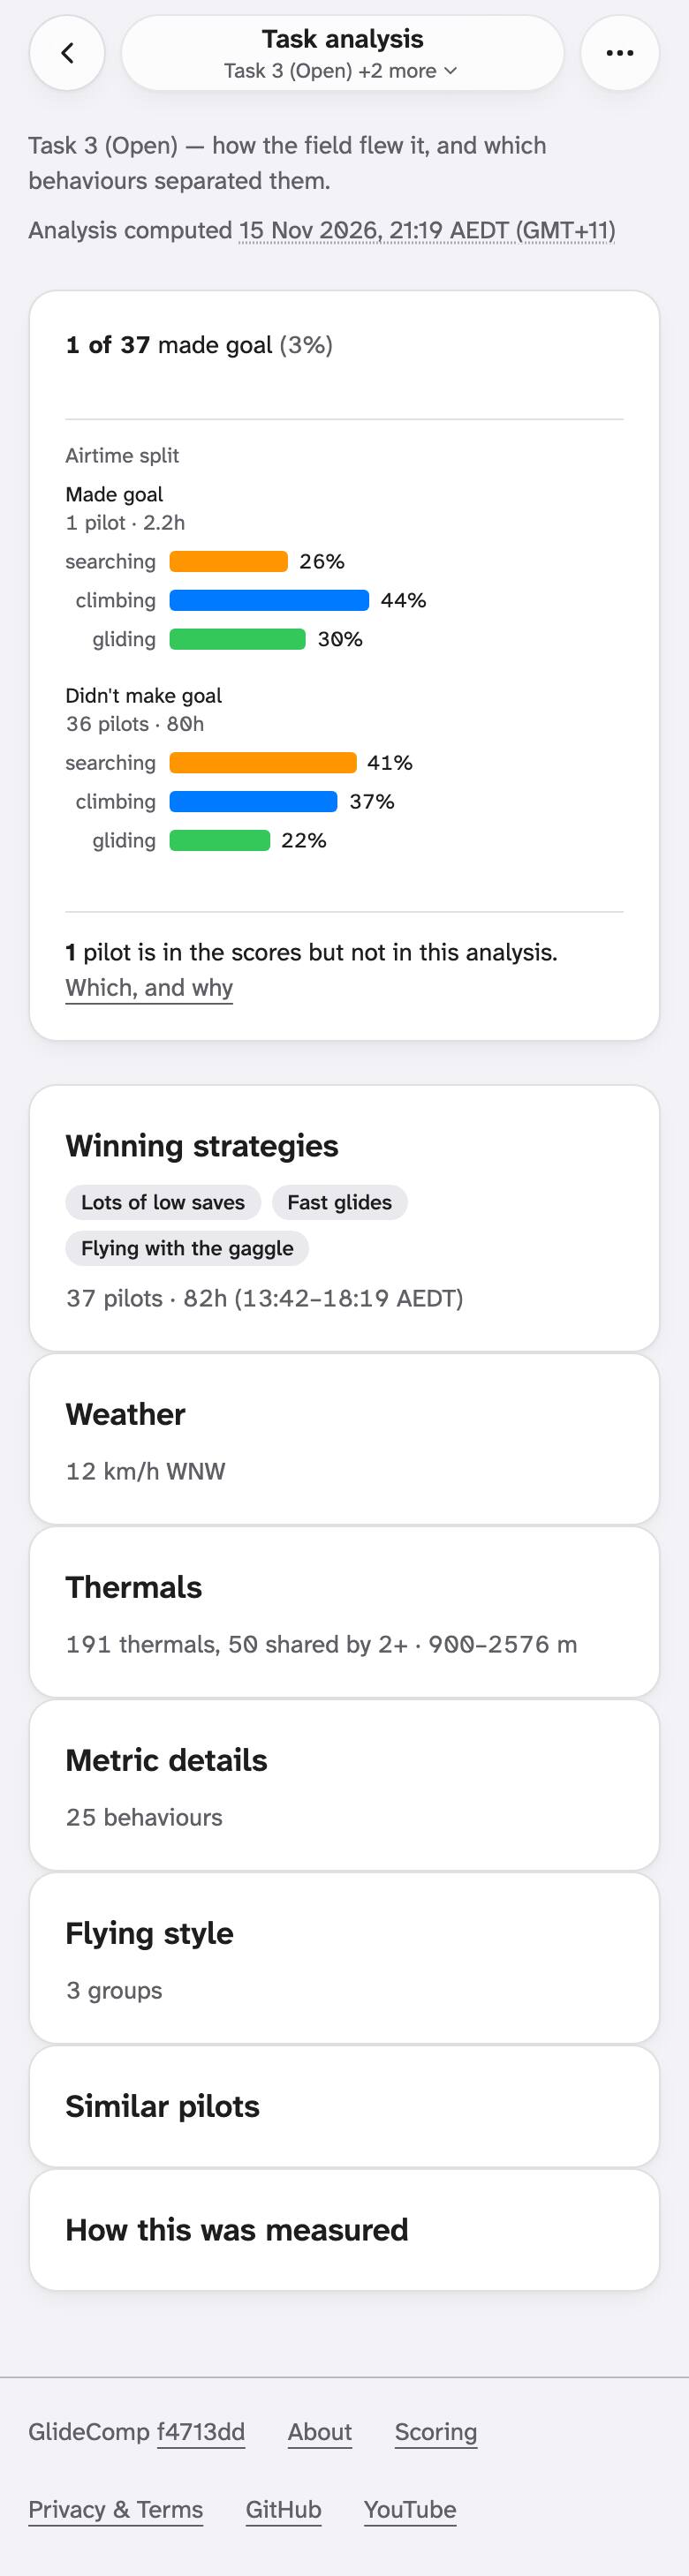 Task analysis
Task 3 (Open) +2 more
Task 3 (Open) — how the field flew it, and which
behaviours separated them.
Analysis computed 15 Nov 2026, 21:19 AEDT (GMT+11)
1 of 37 made goal (3%)
Airtime split
Made goal
1 pilot · 2.2h
searching 26%
climbing 44%
gliding 30%
Didn't make goal
36 pilots · 80h
searching 41%
climbing 37%
gliding 22%
1 pilot is in the scores but not in this analysis.
Which, and why
Winning strategies
Lots of low saves Fast glides
Flying with the gaggle
37 pilots · 82h (13:42–18:19 AEDT)
Weather
12 km/h WNW
Thermals
191 thermals, 50 shared by 2+ · 900–2576 m
Metric details
25 behaviours
Flying style
3 groups
Similar pilots
How this was measured
GlideComp f4713dd About Scoring
Privacy & Terms GitHub YouTube